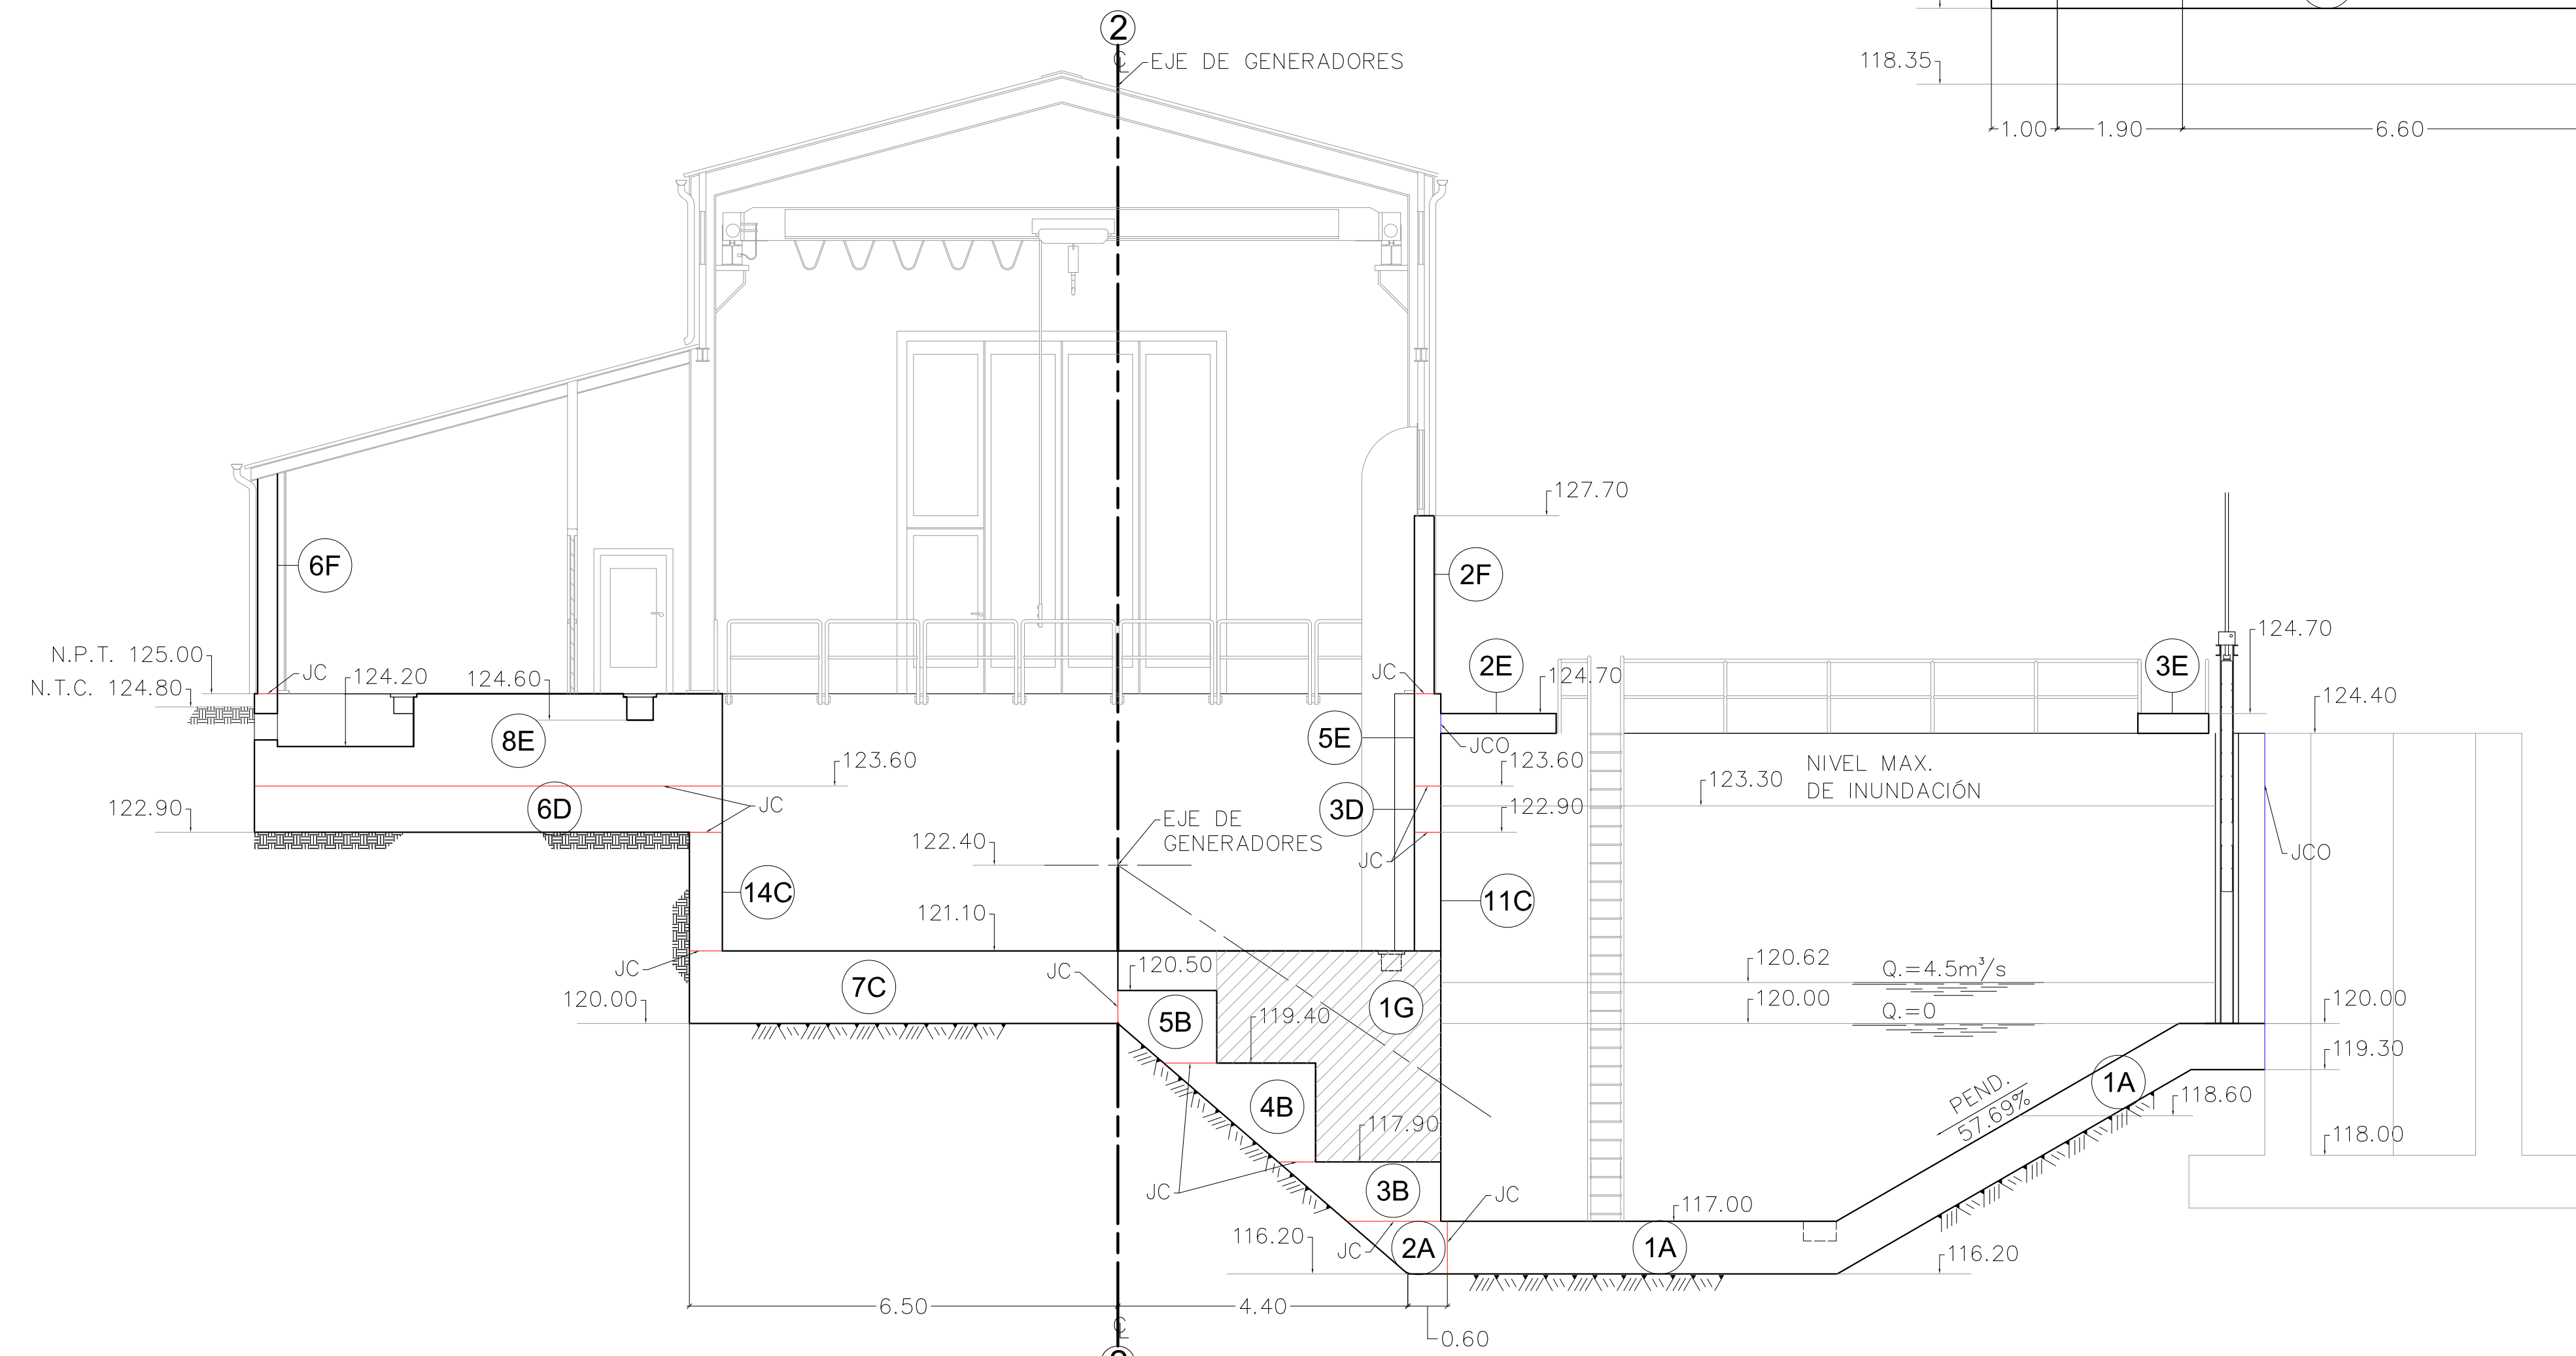 2
EJE DE GENERADORES
118.35
1.00
1.90
6.60
127.70
6F
2F
N.P.T. 125.00
N.T.C. 124.80
JC
124.20
124.60
JC
2E
124.70
3E
124.70
124.40
8E
5E
JCO
123.60
123.60
123.30
NIVEL MAX.
DE INUNDACIÓN
122.90
6D
JC
3D
122.90
EJE DE
GENERADORES
122.40
JC
JCO
14C
11C
121.10
JC
7C
JC
120.50
120.62
Q.=4.5m³/s
120.00
5B
119.40
1G
120.00
Q.=0
120.00
119.30
4B
117.90
PEND.
57.69%
1A
118.60
118.00
JC
3B
JC
117.00
116.20
JC
2A
1A
116.20
6.50
4.40
0.60